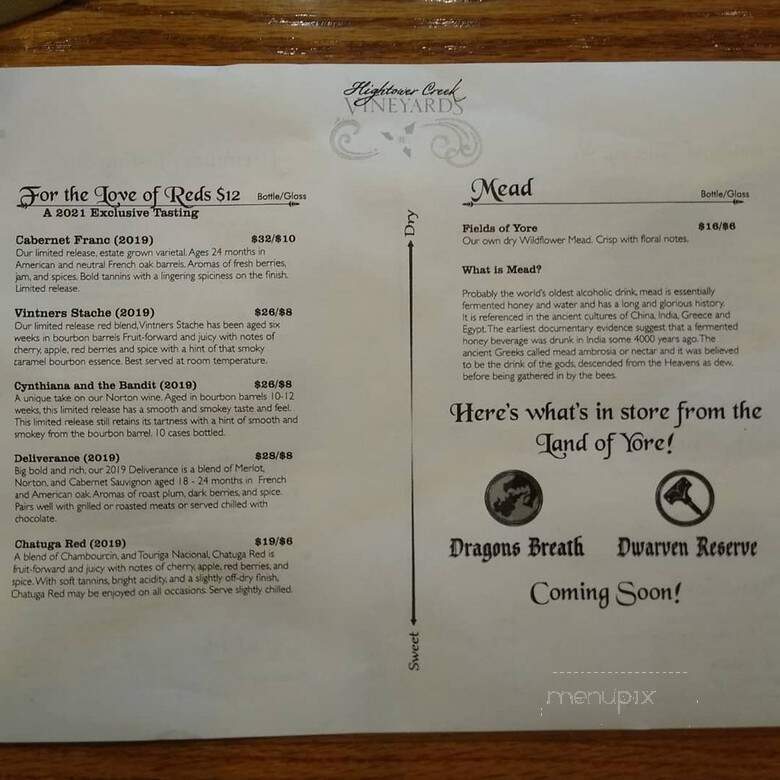 Hightower Creek
VINEYARDS
For the Love of Reds $12 Bottle/Glass
A 2021 Exclusive Tasting
Cabernet Franc (2019) $32/$10
Our limited release, estate grown varietal. Ages 24 months in
American and neutral French oak barrels. Aromas of fresh berries,
jam, and spices. Bold tannins with a lingering spiciness on the finish.
Limited release.
Vintners Stache (2019) $26/$8
Our limited release red blend, Vintners Stache has been aged six
weeks in bourbon barrels Fruit-forward and juicy with notes of
cherry, apple, red berries and spice with a hint of that smoky
caramel bourbon essence. Best served at room temperature.
Cynthiana and the Bandit (2019) $26/$8
A unique take on our Norton wine. Aged in bourbon barrels 10-12
weeks, this limited release has a smooth and smokey taste and feel.
This limited release still retains its tartness with a hint of smooth and
smokey from the bourbon barrel. 10 cases bottled.
Deliverance (2019) $28/$8
Big bold and rich, our 2019 Deliverance is a blend of Merlot,
Norton, and Cabernet Sauvignon aged 18 - 24 months in French
and American oak. Aromas of roast plum, dark berries, and spice.
Pairs well with grilled or roasted meats or served chilled with
chocolate.
Chatuga Red (2019) $19/$6
A blend of Chambourcin, and Touriga Nacional, Chatuga Red is
fruit-forward and juicy with notes of cherry, apple, red berries, and
spice. With soft tannins, bright acidity, and a slightly off-dry finish,
Chatuga Red may be enjoyed on all occasions. Serve slightly chilled.
Dry
Sweet
Mead Bottle/Glass
Fields of Yore $16/$6
Our own dry Wildflower Mead. Crisp with floral notes.
What is Mead?
Probably the world's oldest alcoholic drink, mead is essentially
fermented honey and water and has a long and glorious history.
It is referenced in the ancient cultures of China, India, Greece and
Egypt. The earliest documentary evidence suggest that a fermented
honey beverage was drunk in India some 4000 years ago. The
ancient Greeks called mead ambrosia or nectar and it was believed
to be the drink of the gods, descended from the Heavens as dew,
before being gathered in by the bees.
Here's what's in store from the
Land of Yore!
Dragons Breath Dwarven Reserve
Coming Soon!
menupix